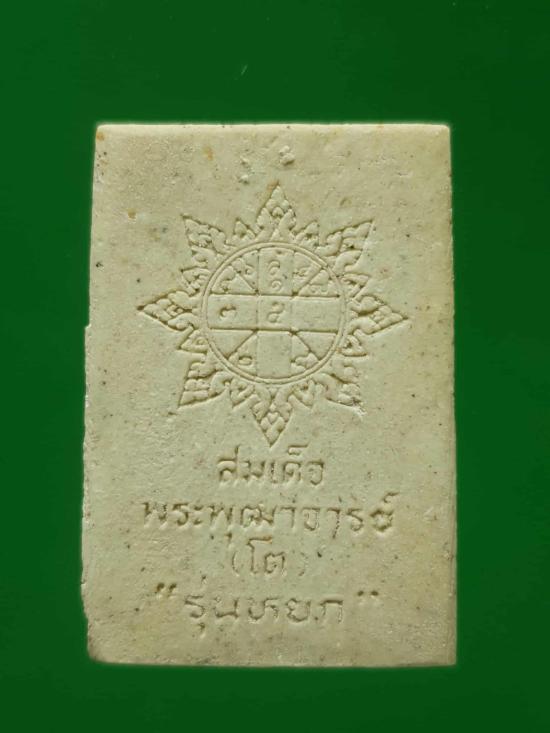 สมเด็จ
พระพุฒาจารย์
(โต)
"รุ่นหยก"